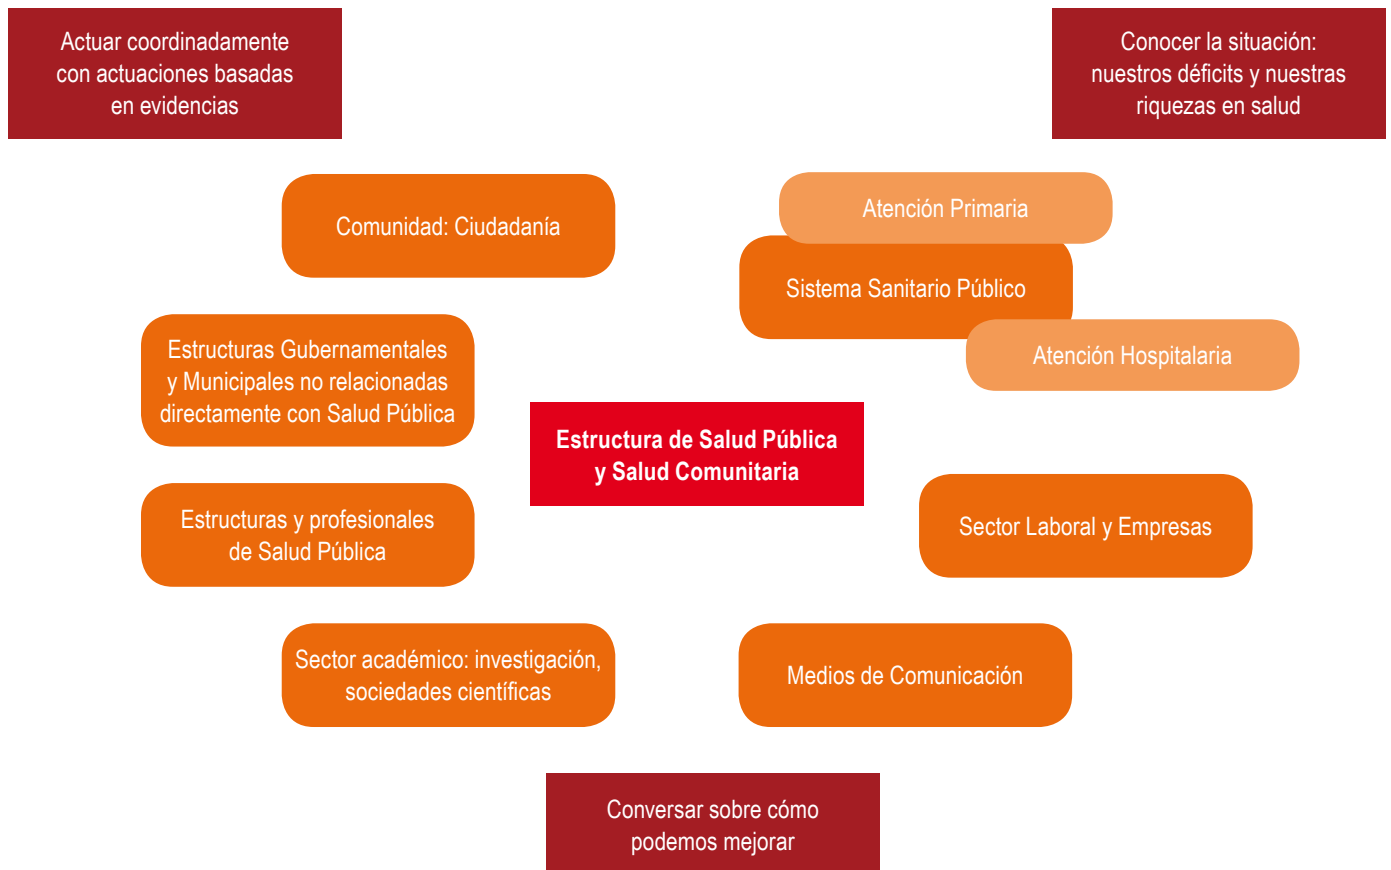 Actuar coordinadamente
con actuaciones basadas
en evidencias
Conocer la situación:
nuestros déficits y nuestras
riquezas en salud
Comunidad: Ciudadanía
Atención Primaria
Sistema Sanitario Público
Atención Hospitalaria
Estructuras Gubernamentales
y Municipales no relacionadas
directamente con Salud Pública
Estructura de Salud Pública
y Salud Comunitaria
Estructuras y profesionales
de Salud Pública
Sector Laboral y Empresas
Sector académico: investigación,
sociedades científicas
Medios de Comunicación
Conversar sobre cómo
podemos mejorar